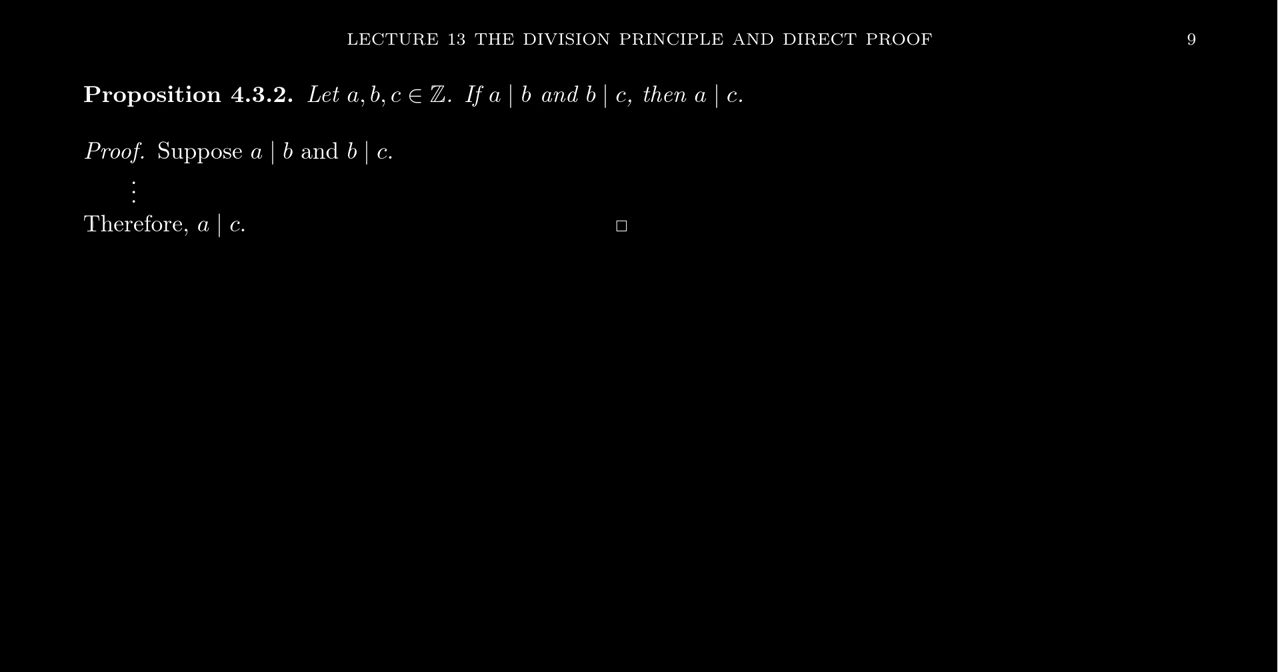 LECTURE 13 THE DIVISION PRINCIPLE AND DIRECT PROOF 9
Proposition 4.3.2. Let a, b, c ∈ ℤ. If a | b and b | c, then a | c.
Proof. Suppose a | b and b | c.
⋮
Therefore, a | c. □